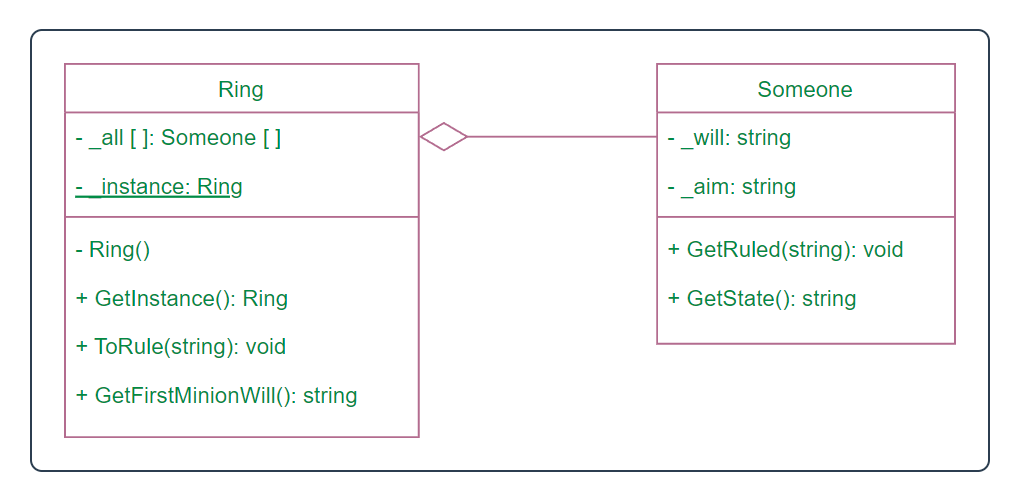 Ring
- _all [ ]: Someone [ ]
- _instance: Ring
- Ring()
+ GetInstance(): Ring
+ ToRule(string): void
+ GetFirstMinionWill(): string
Someone
- _will: string
- _aim: string
+ GetRuled(string): void
+ GetState(): string